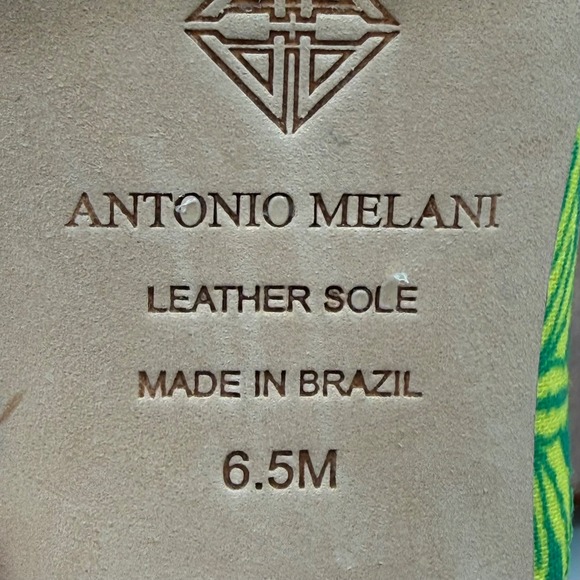 ANTONIO MELANI
LEATHER SOLE
MADE IN BRAZIL
6.5M